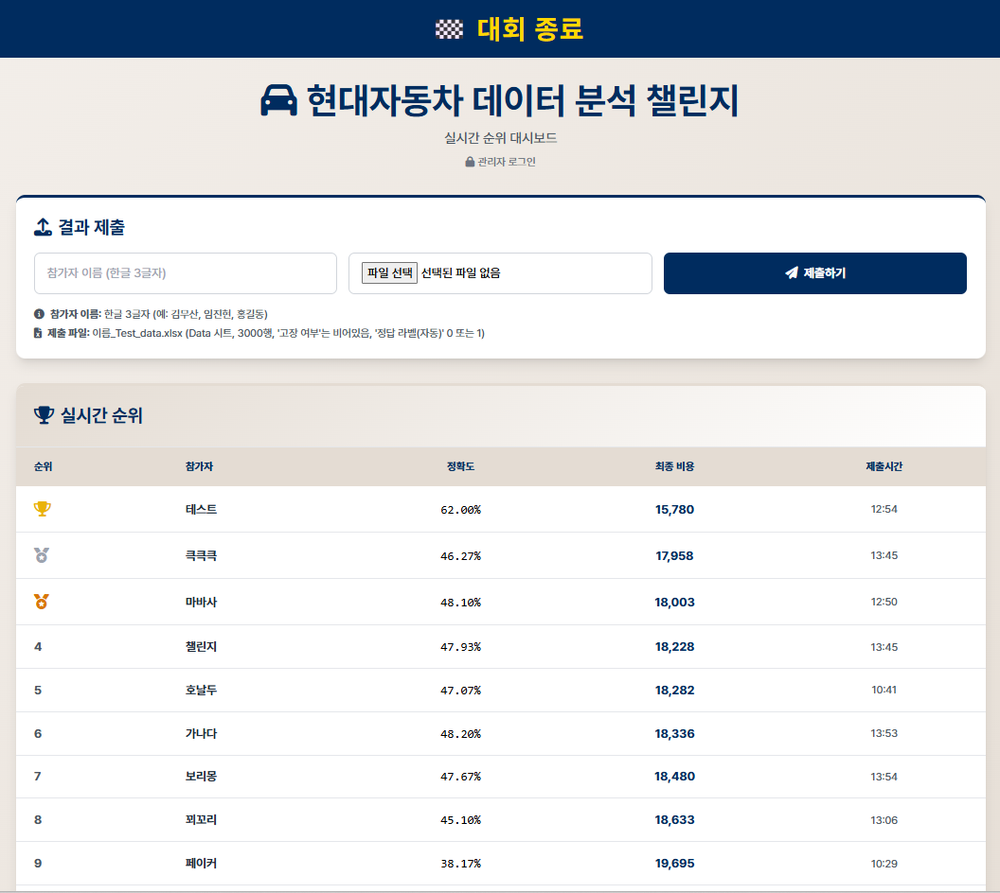 대회 종료
현대자동차 데이터 분석 챌린지
실시간 순위 대시보드
관리자 로그인
결과 제출
참가자 이름 (한글 3글자) 파일 선택 선택된 파일 없음 제출하기
참가자 이름: 한글 3글자 (예: 김무산, 임진현, 홍길동)
제출 파일: 이름_Test_data.xlsx (Data 시트, 3000행, '고장 여부'는 비어있음, '정답 라벨(자동)' 0 또는 1)
실시간 순위
순위 참가자 정확도 최종 비용 제출시간
테스트 62.00% 15,780 12:54
큭큭큭 46.27% 17,958 13:45
마바사 48.10% 18,003 12:50
4 챌린지 47.93% 18,228 13:45
5 호날두 47.07% 18,282 10:41
6 가나다 48.20% 18,336 13:53
7 보리몽 47.67% 18,480 13:54
8 꾀꼬리 45.10% 18,633 13:06
9 페이커 38.17% 19,695 10:29